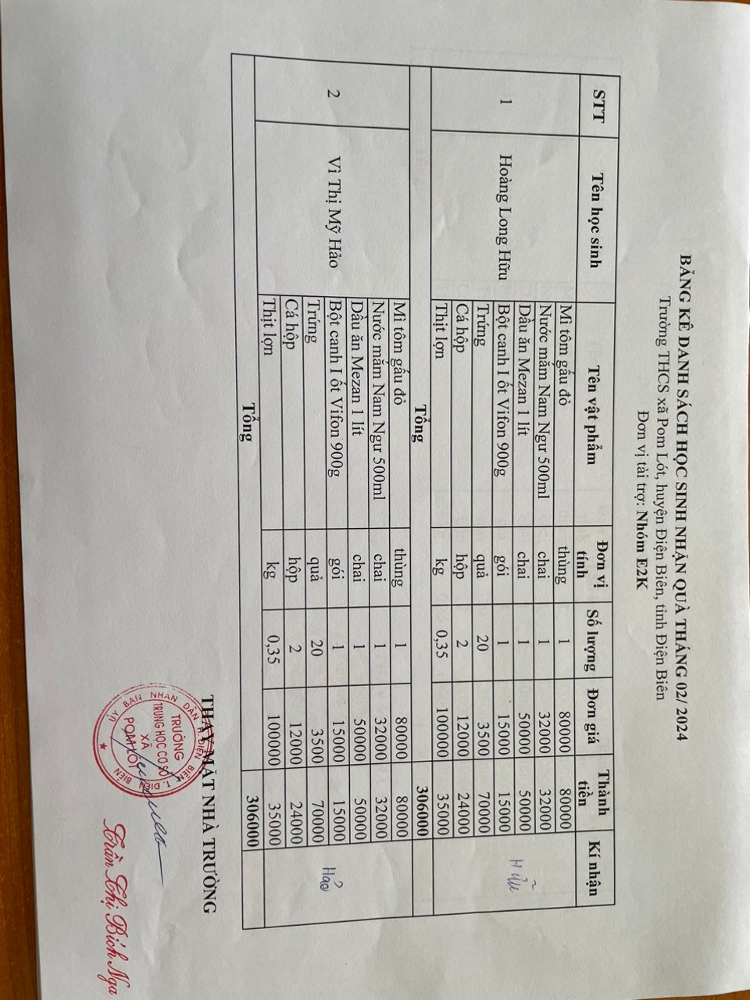 BẢNG KÊ DANH SÁCH HỌC SINH NHẬN QUÀ THÁNG 02/ 2024
Trường THCS xã Pom Lót, huyện Điện Biên, tỉnh Điện Biên
Đơn vị tài trợ: Nhóm E2K
STT Tên học sinh Tên vật phẩm Đơn vị tính Số lượng Đơn giá Thành tiền Kí nhận
1 Hoàng Long Hữu Mì tôm gấu đỏ thùng 1 80000 80000 Hữu
Nước mắm Nam Ngư 500ml chai 1 32000 32000
Dầu ăn Mezan 1 lít chai 1 50000 50000
Bột canh I ốt Vifon 900g gói 1 15000 15000
Trứng quả 20 3500 70000
Cá hộp hộp 2 12000 24000
Thịt lợn kg 0,35 100000 35000
Tổng 306000
2 Vì Thị Mỹ Hảo Mì tôm gấu đỏ thùng 1 80000 80000 Hảo
Nước mắm Nam Ngư 500ml chai 1 32000 32000
Dầu ăn Mezan 1 lít chai 1 50000 50000
Bột canh I ốt Vifon 900g gói 1 15000 15000
Trứng quả 20 3500 70000
Cá hộp hộp 2 12000 24000
Thịt lợn kg 0,35 100000 35000
Tổng 306000
THAY MẶT NHÀ TRƯỜNG
ỦY BAN NHÂN DÂN H. ĐIỆN BIÊN T. ĐIỆN BIÊN
TRƯỜNG
TRUNG HỌC CƠ SỞ
XÃ
POM LÓT
Trần Thị Bích Nga